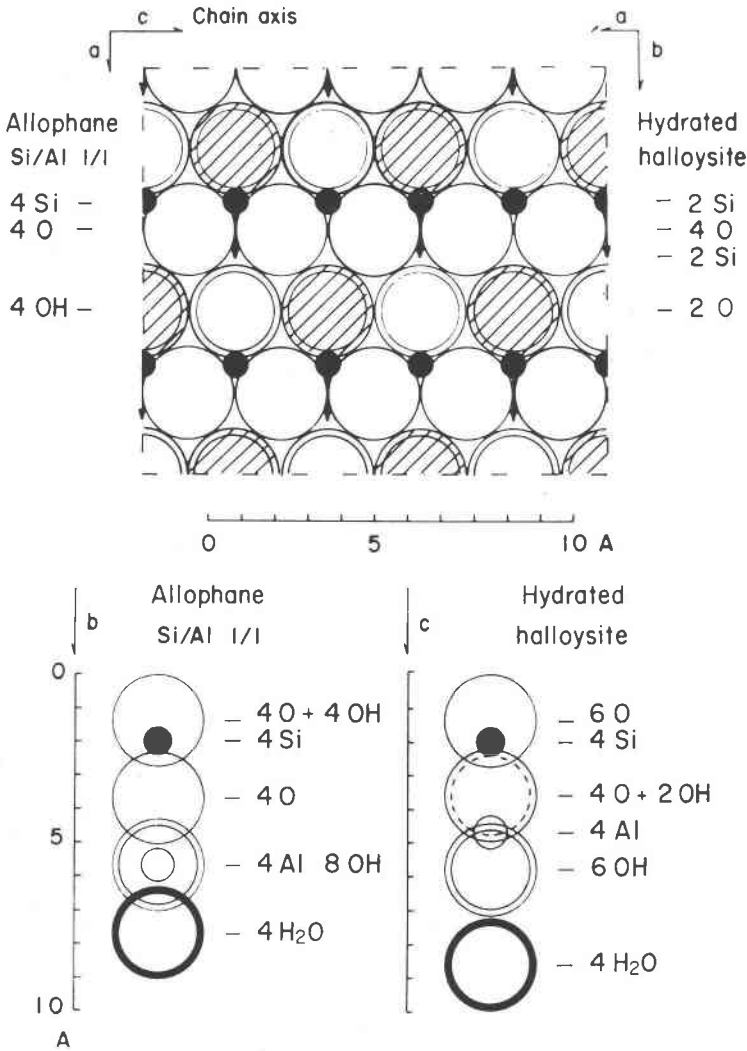 c Chain axis
a
a
b
Allophane
Si/Al 1/1
4 Si –
4 O –
4 OH –
Hydrated
halloysite
– 2 Si
– 4 O
– 2 Si
– 2 O
0 5 10 A
b
Allophane
Si/Al 1/1
0
5
10
A
– 4 O + 4 OH
– 4 Si
– 4 O
– 4 Al 8 OH
– 4 H₂O
c
Hydrated
halloysite
– 6 O
– 4 Si
– 4 O + 2 OH
– 4 Al
– 6 OH
– 4 H₂O